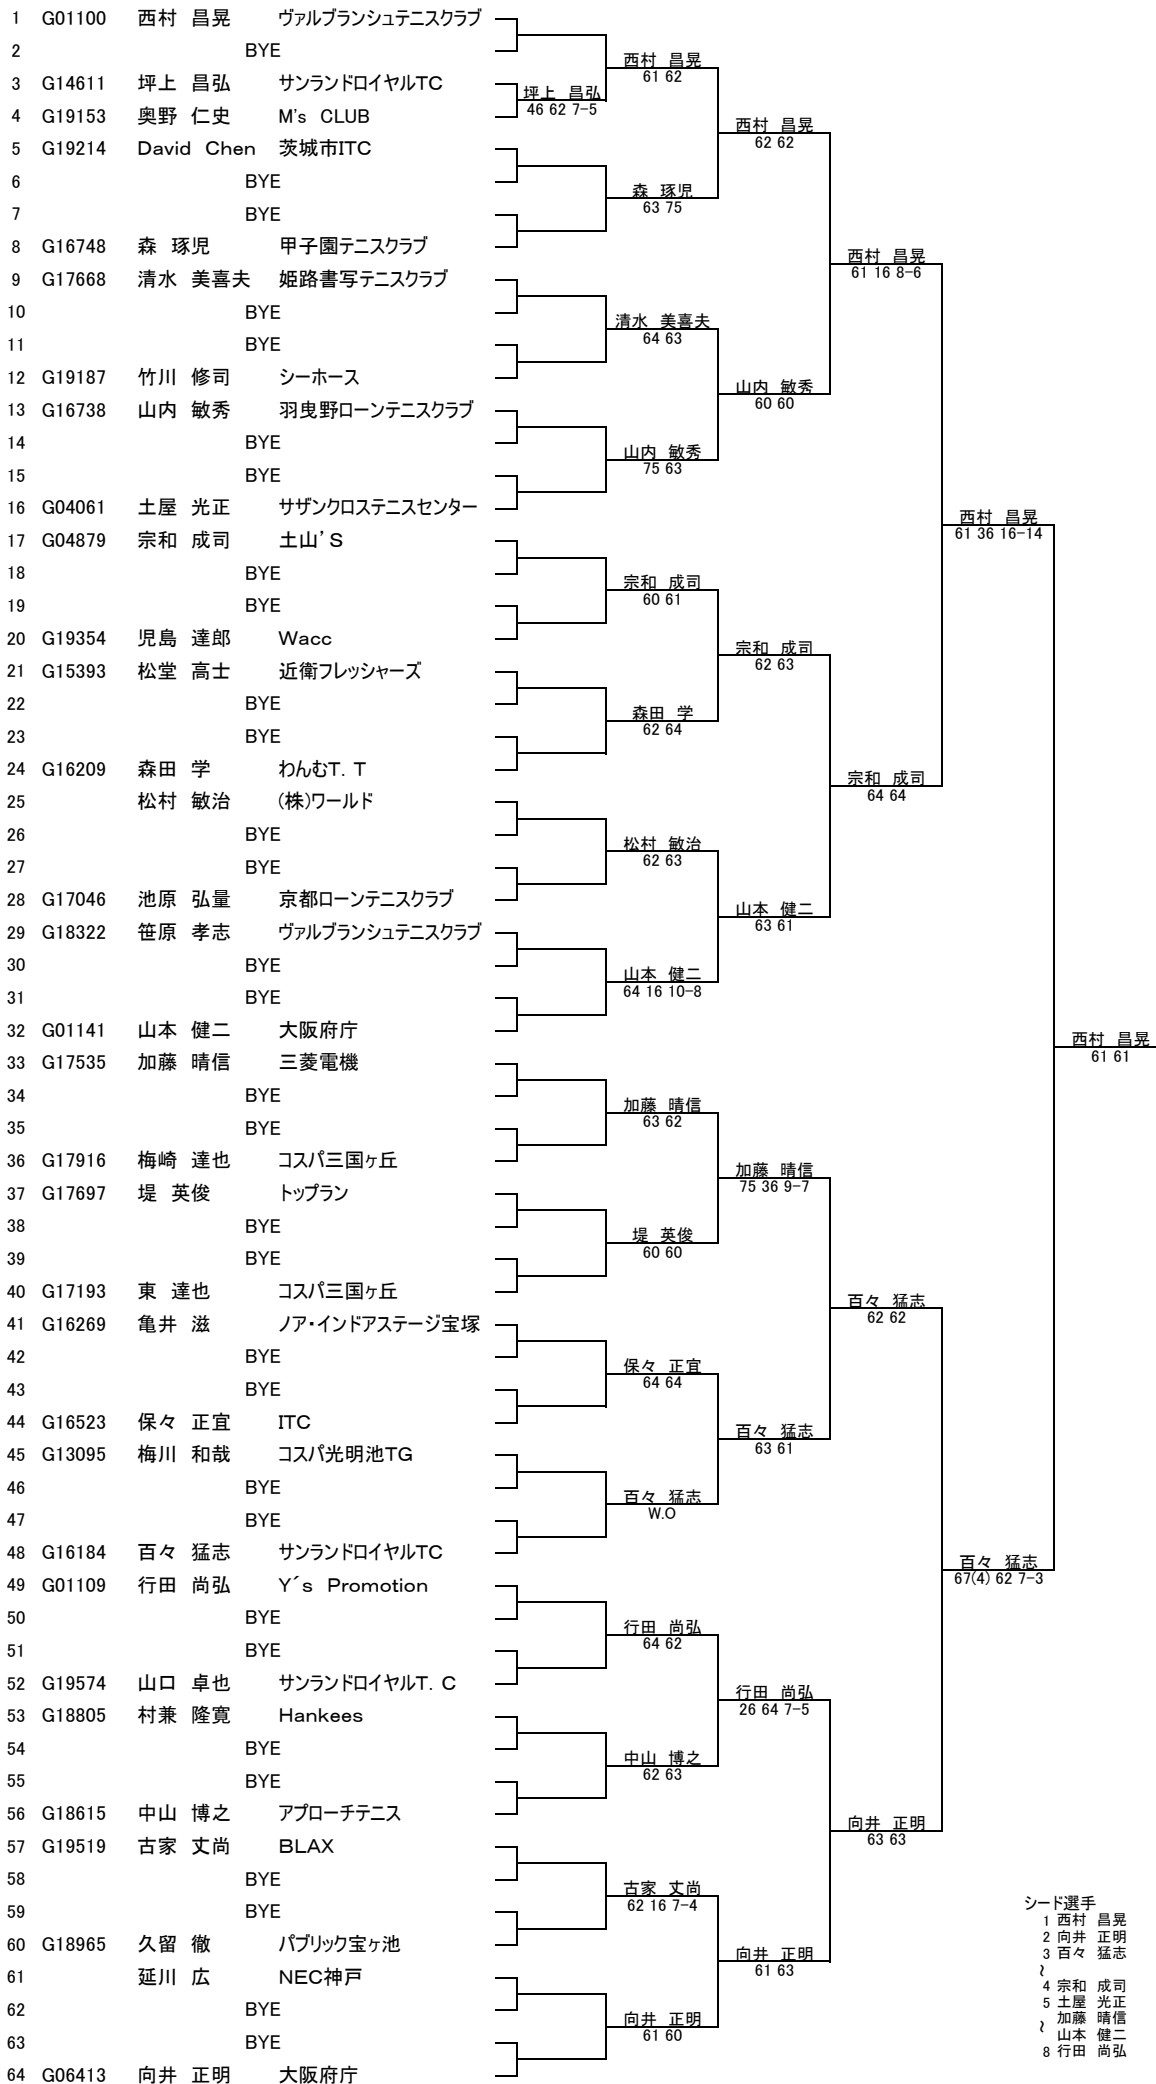 1 G01100 西村 昌晃 ヴァルブランシュテニスクラブ
2 BYE
3 G14611 坪上 昌弘 サンランドロイヤルTC
4 G19153 奥野 仁史 M's CLUB
5 G19214 David Chen 茨城市ITC
6 BYE
7 BYE
8 G16748 森 琢児 甲子園テニスクラブ
9 G17668 清水 美喜夫 姫路書写テニスクラブ
10 BYE
11 BYE
12 G19187 竹川 修司 シーホース
13 G16738 山内 敏秀 羽曳野ローンテニスクラブ
14 BYE
15 BYE
16 G04061 土屋 光正 サザンクロステニスセンター
17 G04879 宗和 成司 土山’S
18 BYE
19 BYE
20 G19354 児島 達郎 Wacc
21 G15393 松堂 高士 近衛フレッシャーズ
22 BYE
23 BYE
24 G16209 森田 学 わんむT．T
25 松村 敏治 (株)ワールド
26 BYE
27 BYE
28 G17046 池原 弘量 京都ローンテニスクラブ
29 G18322 笹原 孝志 ヴァルブランシュテニスクラブ
30 BYE
31 BYE
32 G01141 山本 健二 大阪府庁
33 G17535 加藤 晴信 三菱電機
34 BYE
35 BYE
36 G17916 梅崎 達也 コスパ三国ヶ丘
37 G17697 堤 英俊 トップラン
38 BYE
39 BYE
40 G17193 東 達也 コスパ三国ヶ丘
41 G16269 亀井 滋 ノア・インドアステージ宝塚
42 BYE
43 BYE
44 G16523 保々 正宜 ITC
45 G13095 梅川 和哉 コスパ光明池TG
46 BYE
47 BYE
48 G16184 百々 猛志 サンランドロイヤルTC
49 G01109 行田 尚弘 Y´s Promotion
50 BYE
51 BYE
52 G19574 山口 卓也 サンランドロイヤルT．C
53 G18805 村兼 隆寛 Hankees
54 BYE
55 BYE
56 G18615 中山 博之 アプローチテニス
57 G19519 古家 丈尚 BLAX
58 BYE
59 BYE
60 G18965 久留 徹 パブリック宝ヶ池
61 延川 広 NEC神戸
62 BYE
63 BYE
64 G06413 向井 正明 大阪府庁
坪上 昌弘
46 62 7-5
西村 昌晃
61 62
森 琢児
63 75
清水 美喜夫
64 63
山内 敏秀
75 63
宗和 成司
60 61
森田 学
62 64
松村 敏治
62 63
山本 健二
64 16 10-8
加藤 晴信
63 62
堤 英俊
60 60
保々 正宜
64 64
百々 猛志
W.O
行田 尚弘
64 62
中山 博之
62 63
古家 丈尚
62 16 7-4
向井 正明
61 60
西村 昌晃
62 62
山内 敏秀
60 60
宗和 成司
62 63
山本 健二
63 61
加藤 晴信
75 36 9-7
百々 猛志
63 61
行田 尚弘
26 64 7-5
向井 正明
61 63
西村 昌晃
61 16 8-6
宗和 成司
64 64
百々 猛志
62 62
向井 正明
63 63
西村 昌晃
61 36 16-14
百々 猛志
67(4) 62 7-3
西村 昌晃
61 61
シード選手
1 西村 昌晃
2 向井 正明
3 百々 猛志
～
4 宗和 成司
5 土屋 光正
加藤 晴信
～ 山本 健二
8 行田 尚弘